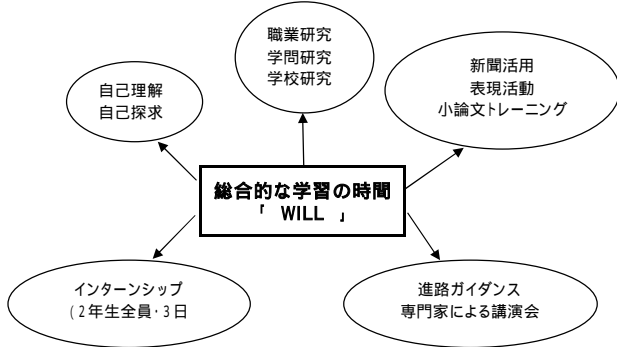 職業研究
学問研究
学校研究
自己理解
自己探求
新聞活用
表現活動
小論文トレーニング
総合的な学習の時間
「 WILL 」
インターンシップ
(2年生全員・3日
進路ガイダンス
専門家による講演会